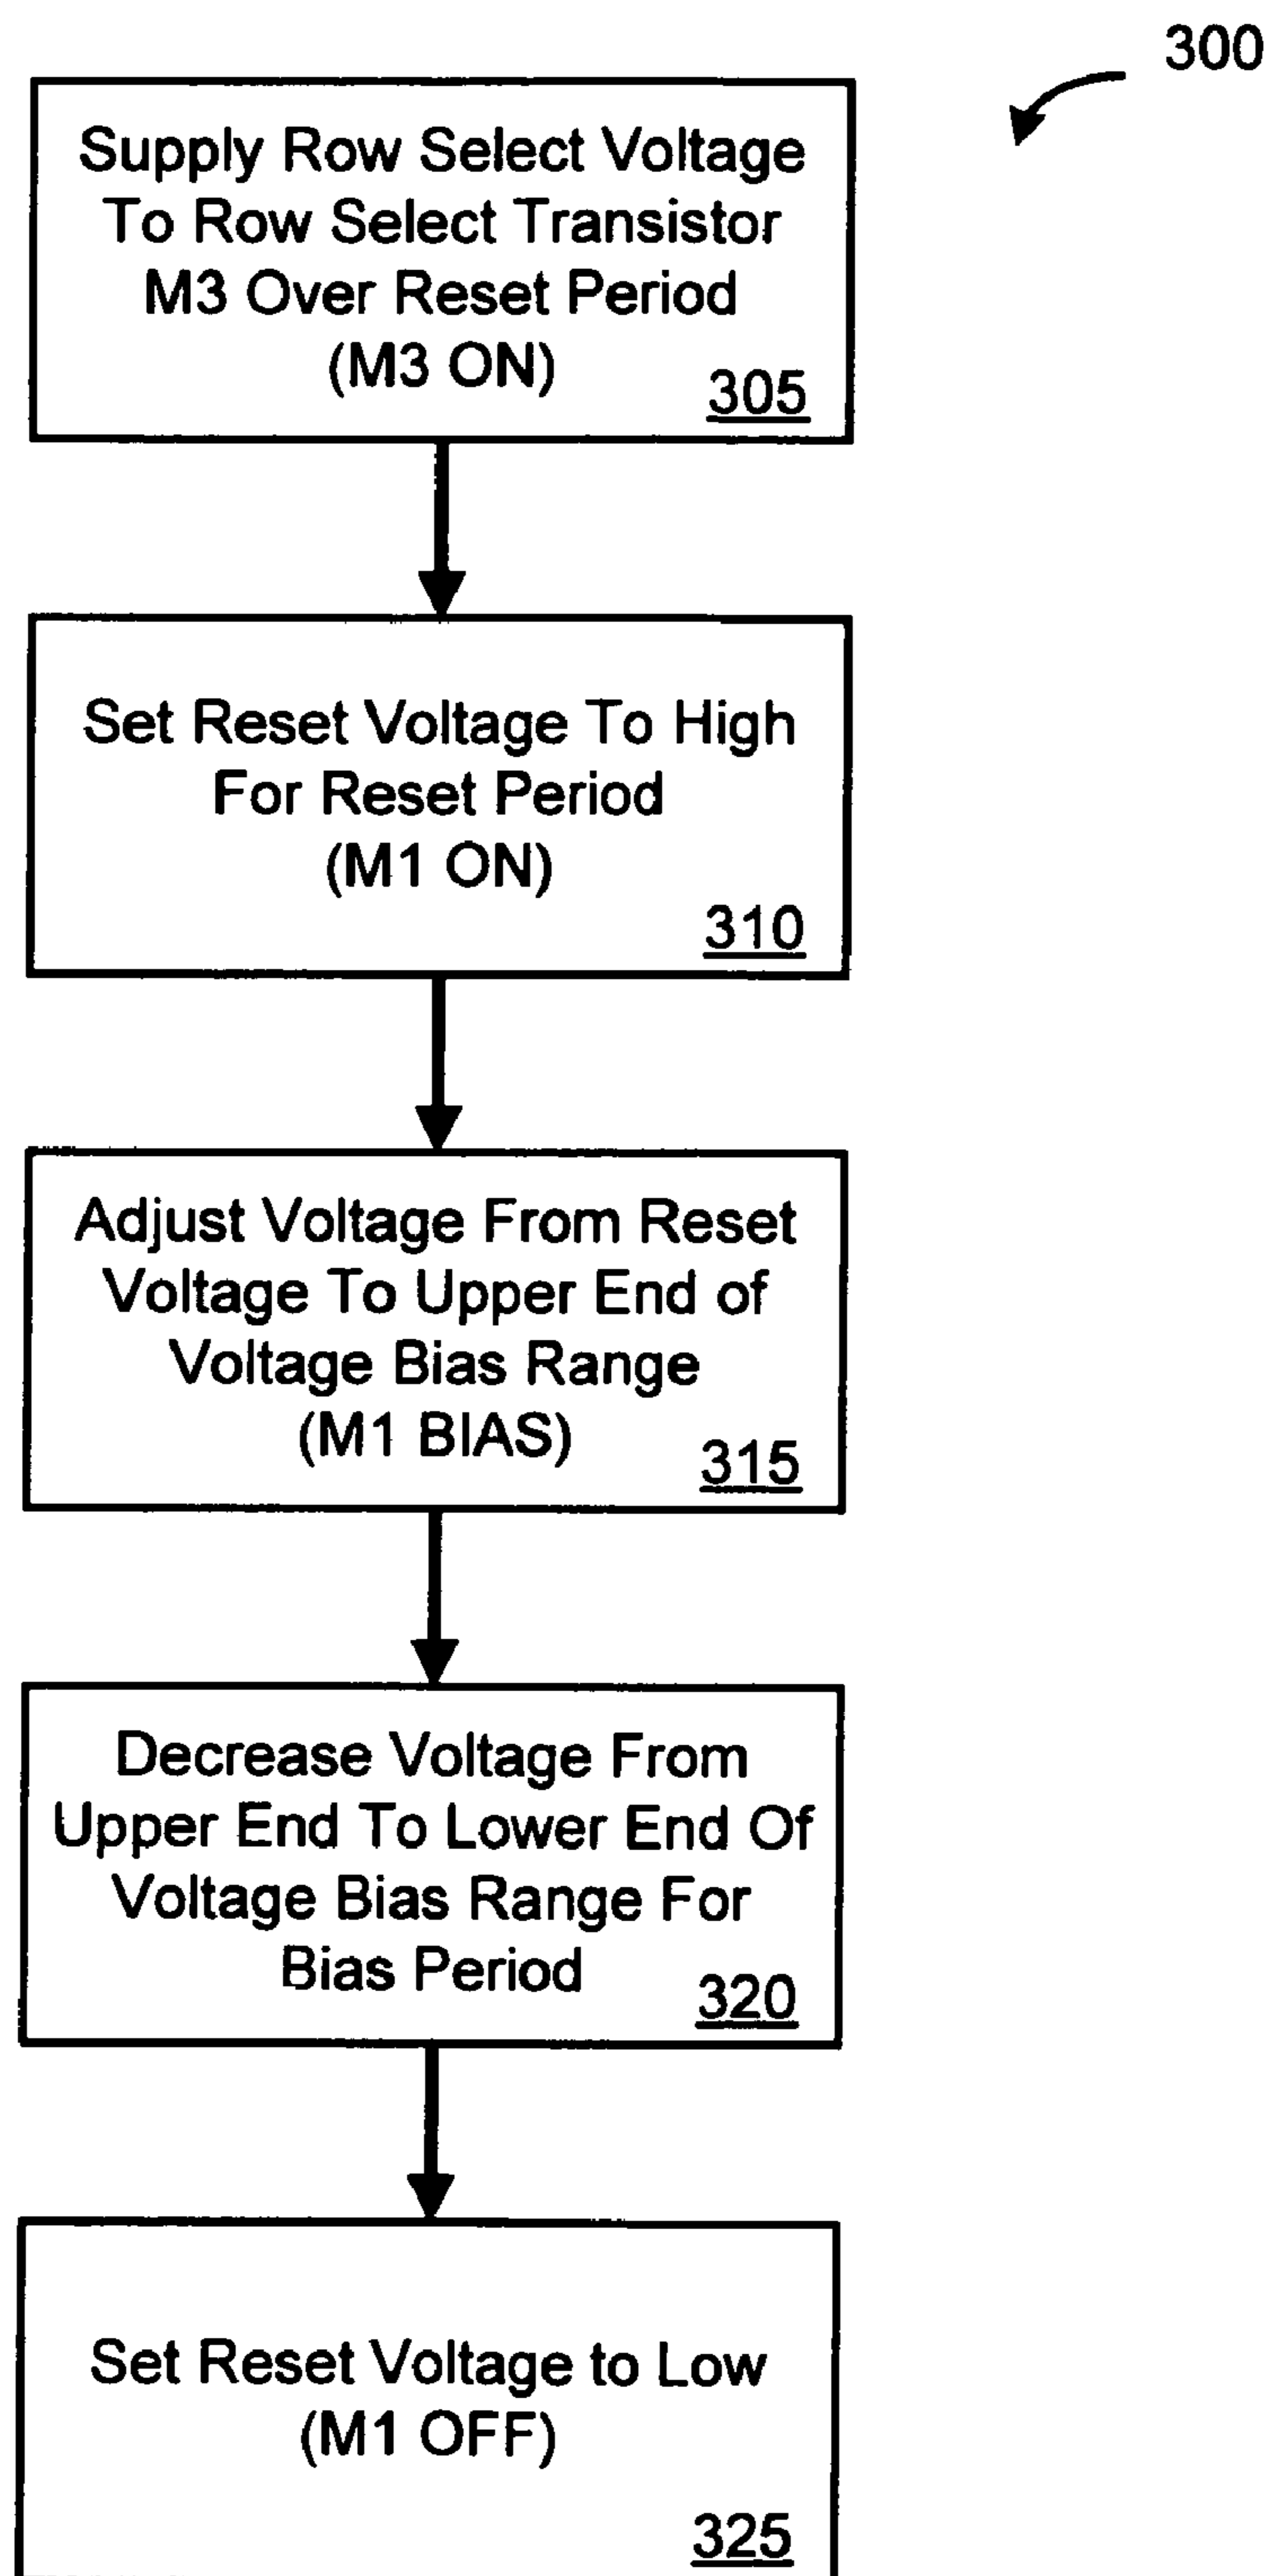 300
Supply Row Select Voltage
To Row Select Transistor
M3 Over Reset Period
(M3 ON)
305
Set Reset Voltage To High
For Reset Period
(M1 ON)
310
Adjust Voltage From Reset
Voltage To Upper End of
Voltage Bias Range
(M1 BIAS)
315
Decrease Voltage From
Upper End To Lower End Of
Voltage Bias Range For
Bias Period
320
Set Reset Voltage to Low
(M1 OFF)
325